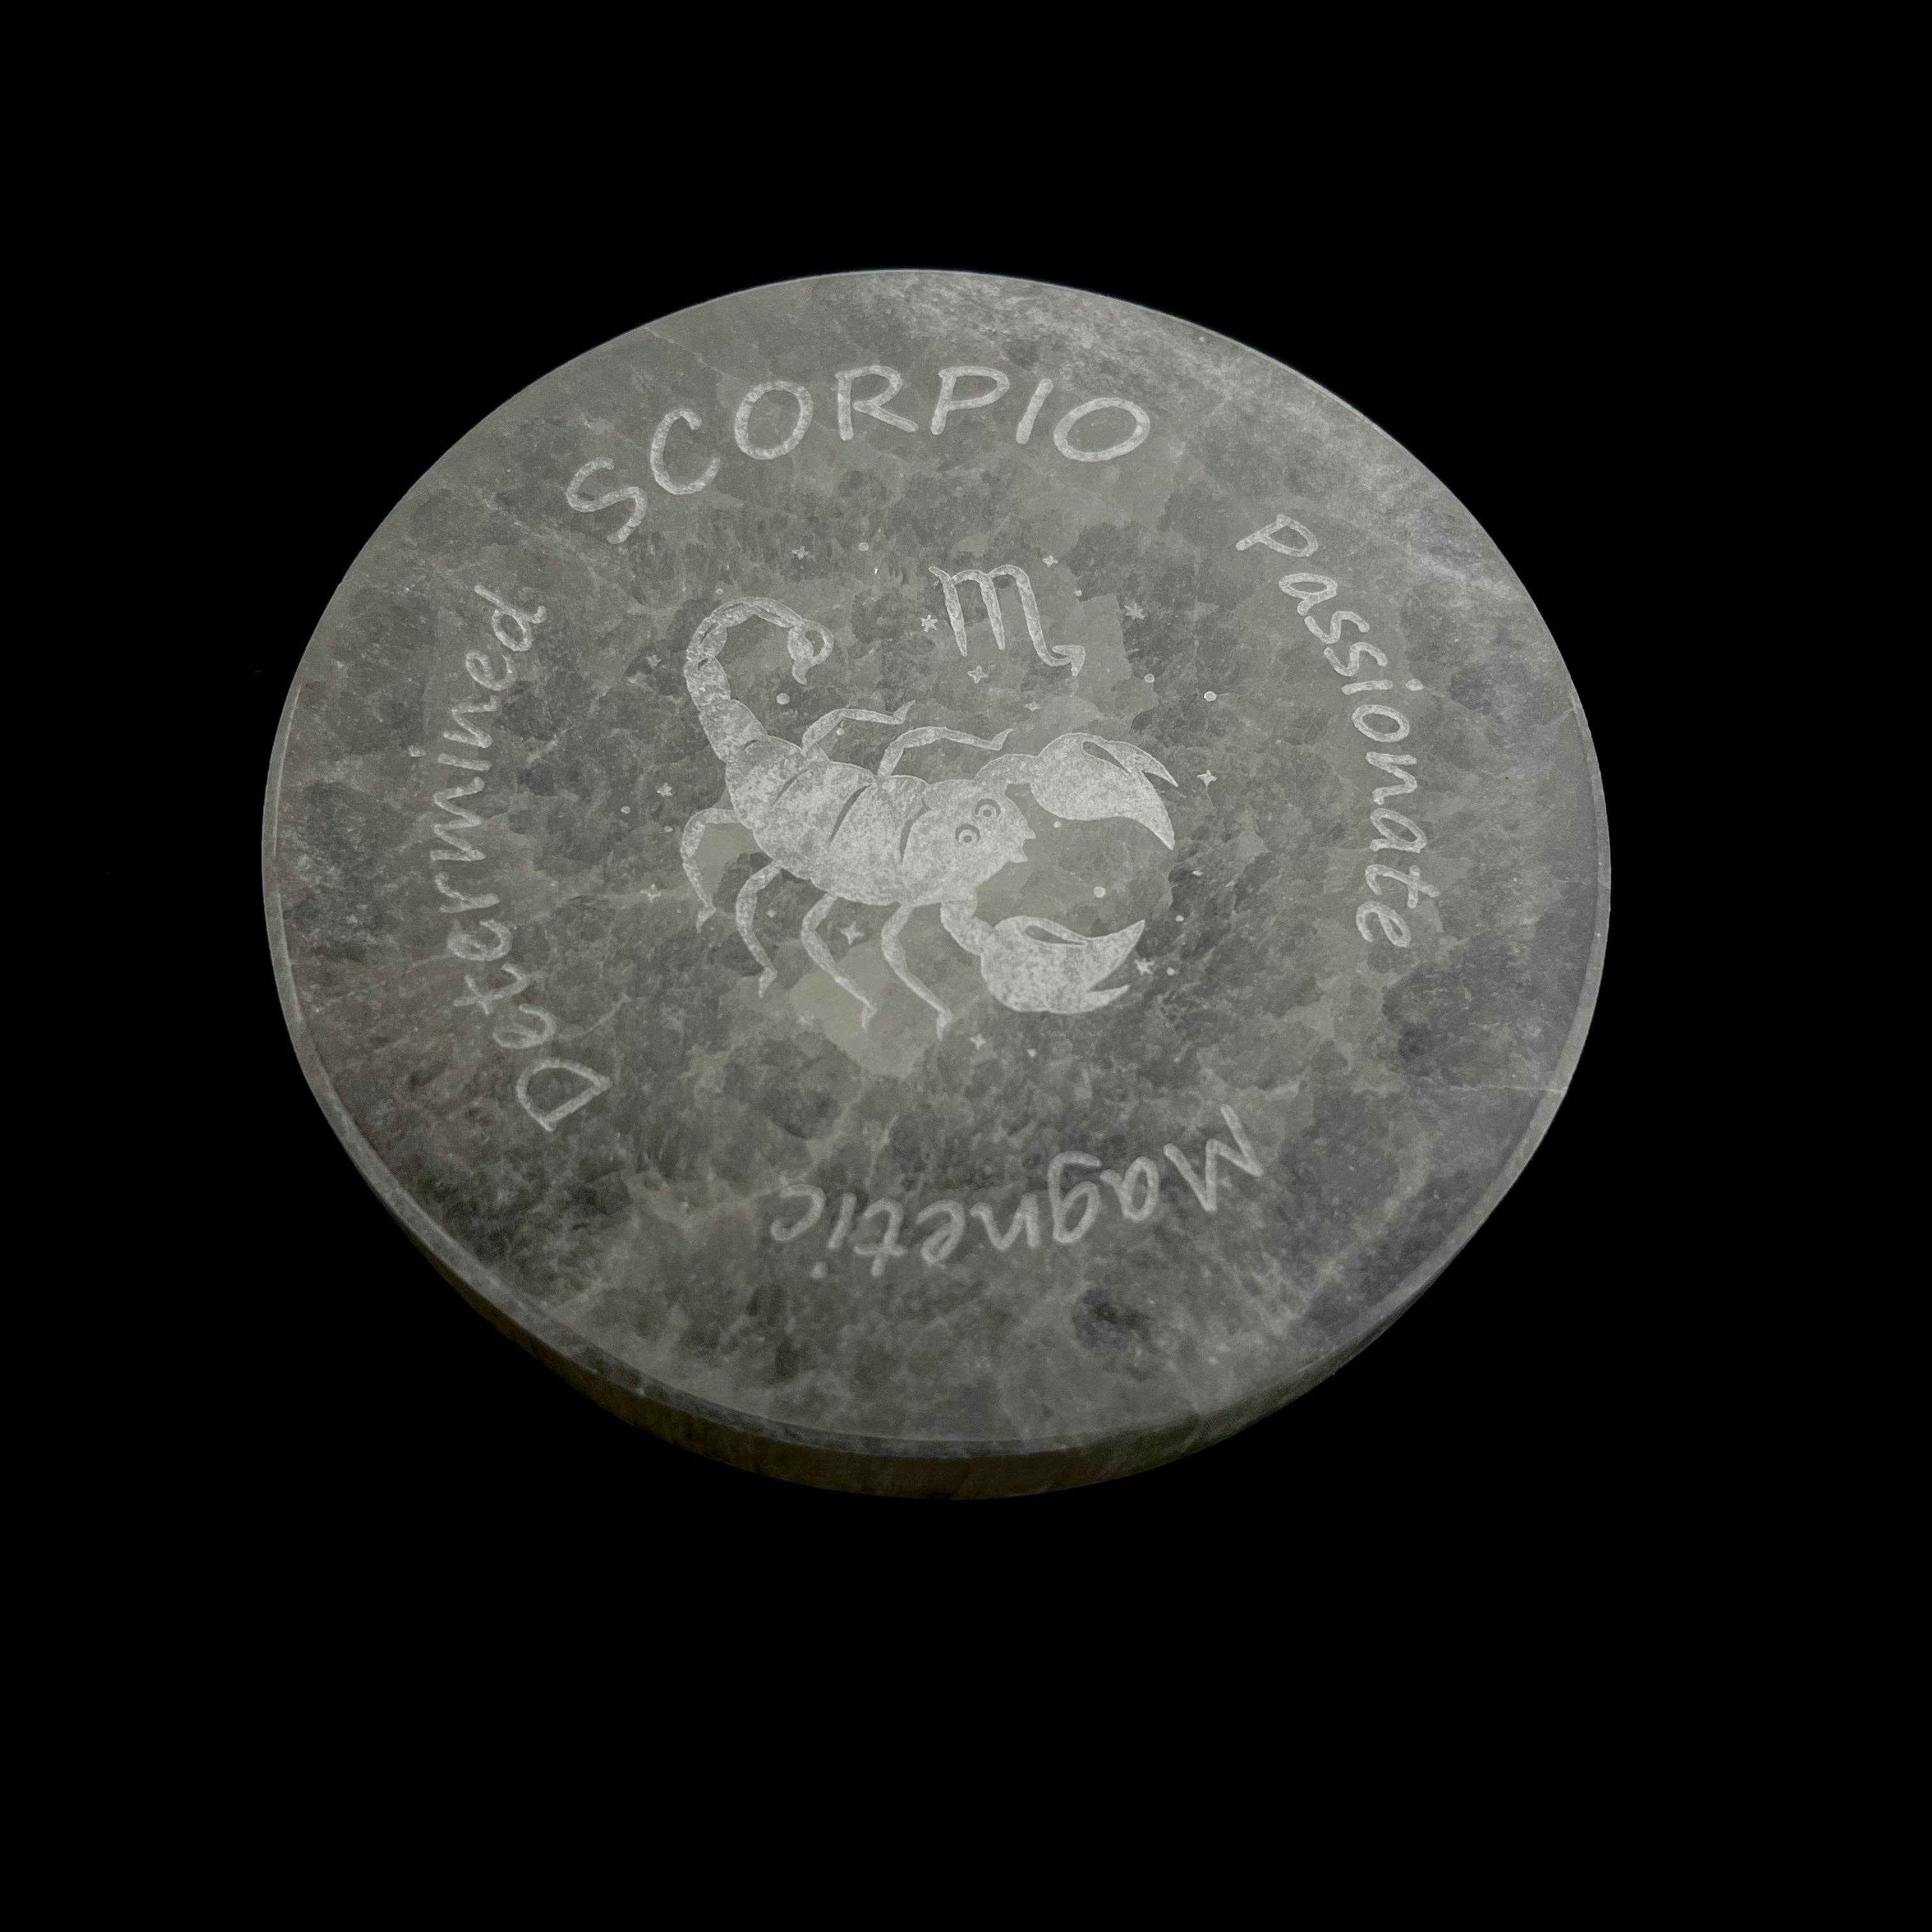 SCORPIO
Passionate
Magnetic
Determined